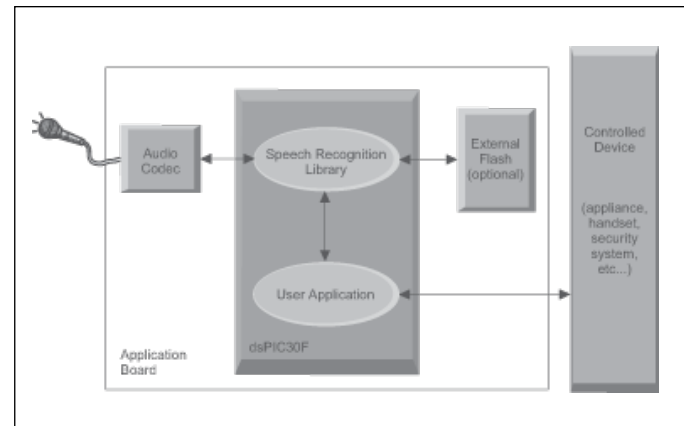 Audio
Codec
Speech Recognition
Library
External
Flash
(optional)
Controlled
Device
(appliance,
handset,
security
system,
etc...)
User Application
dsPIC30F
Application
Board